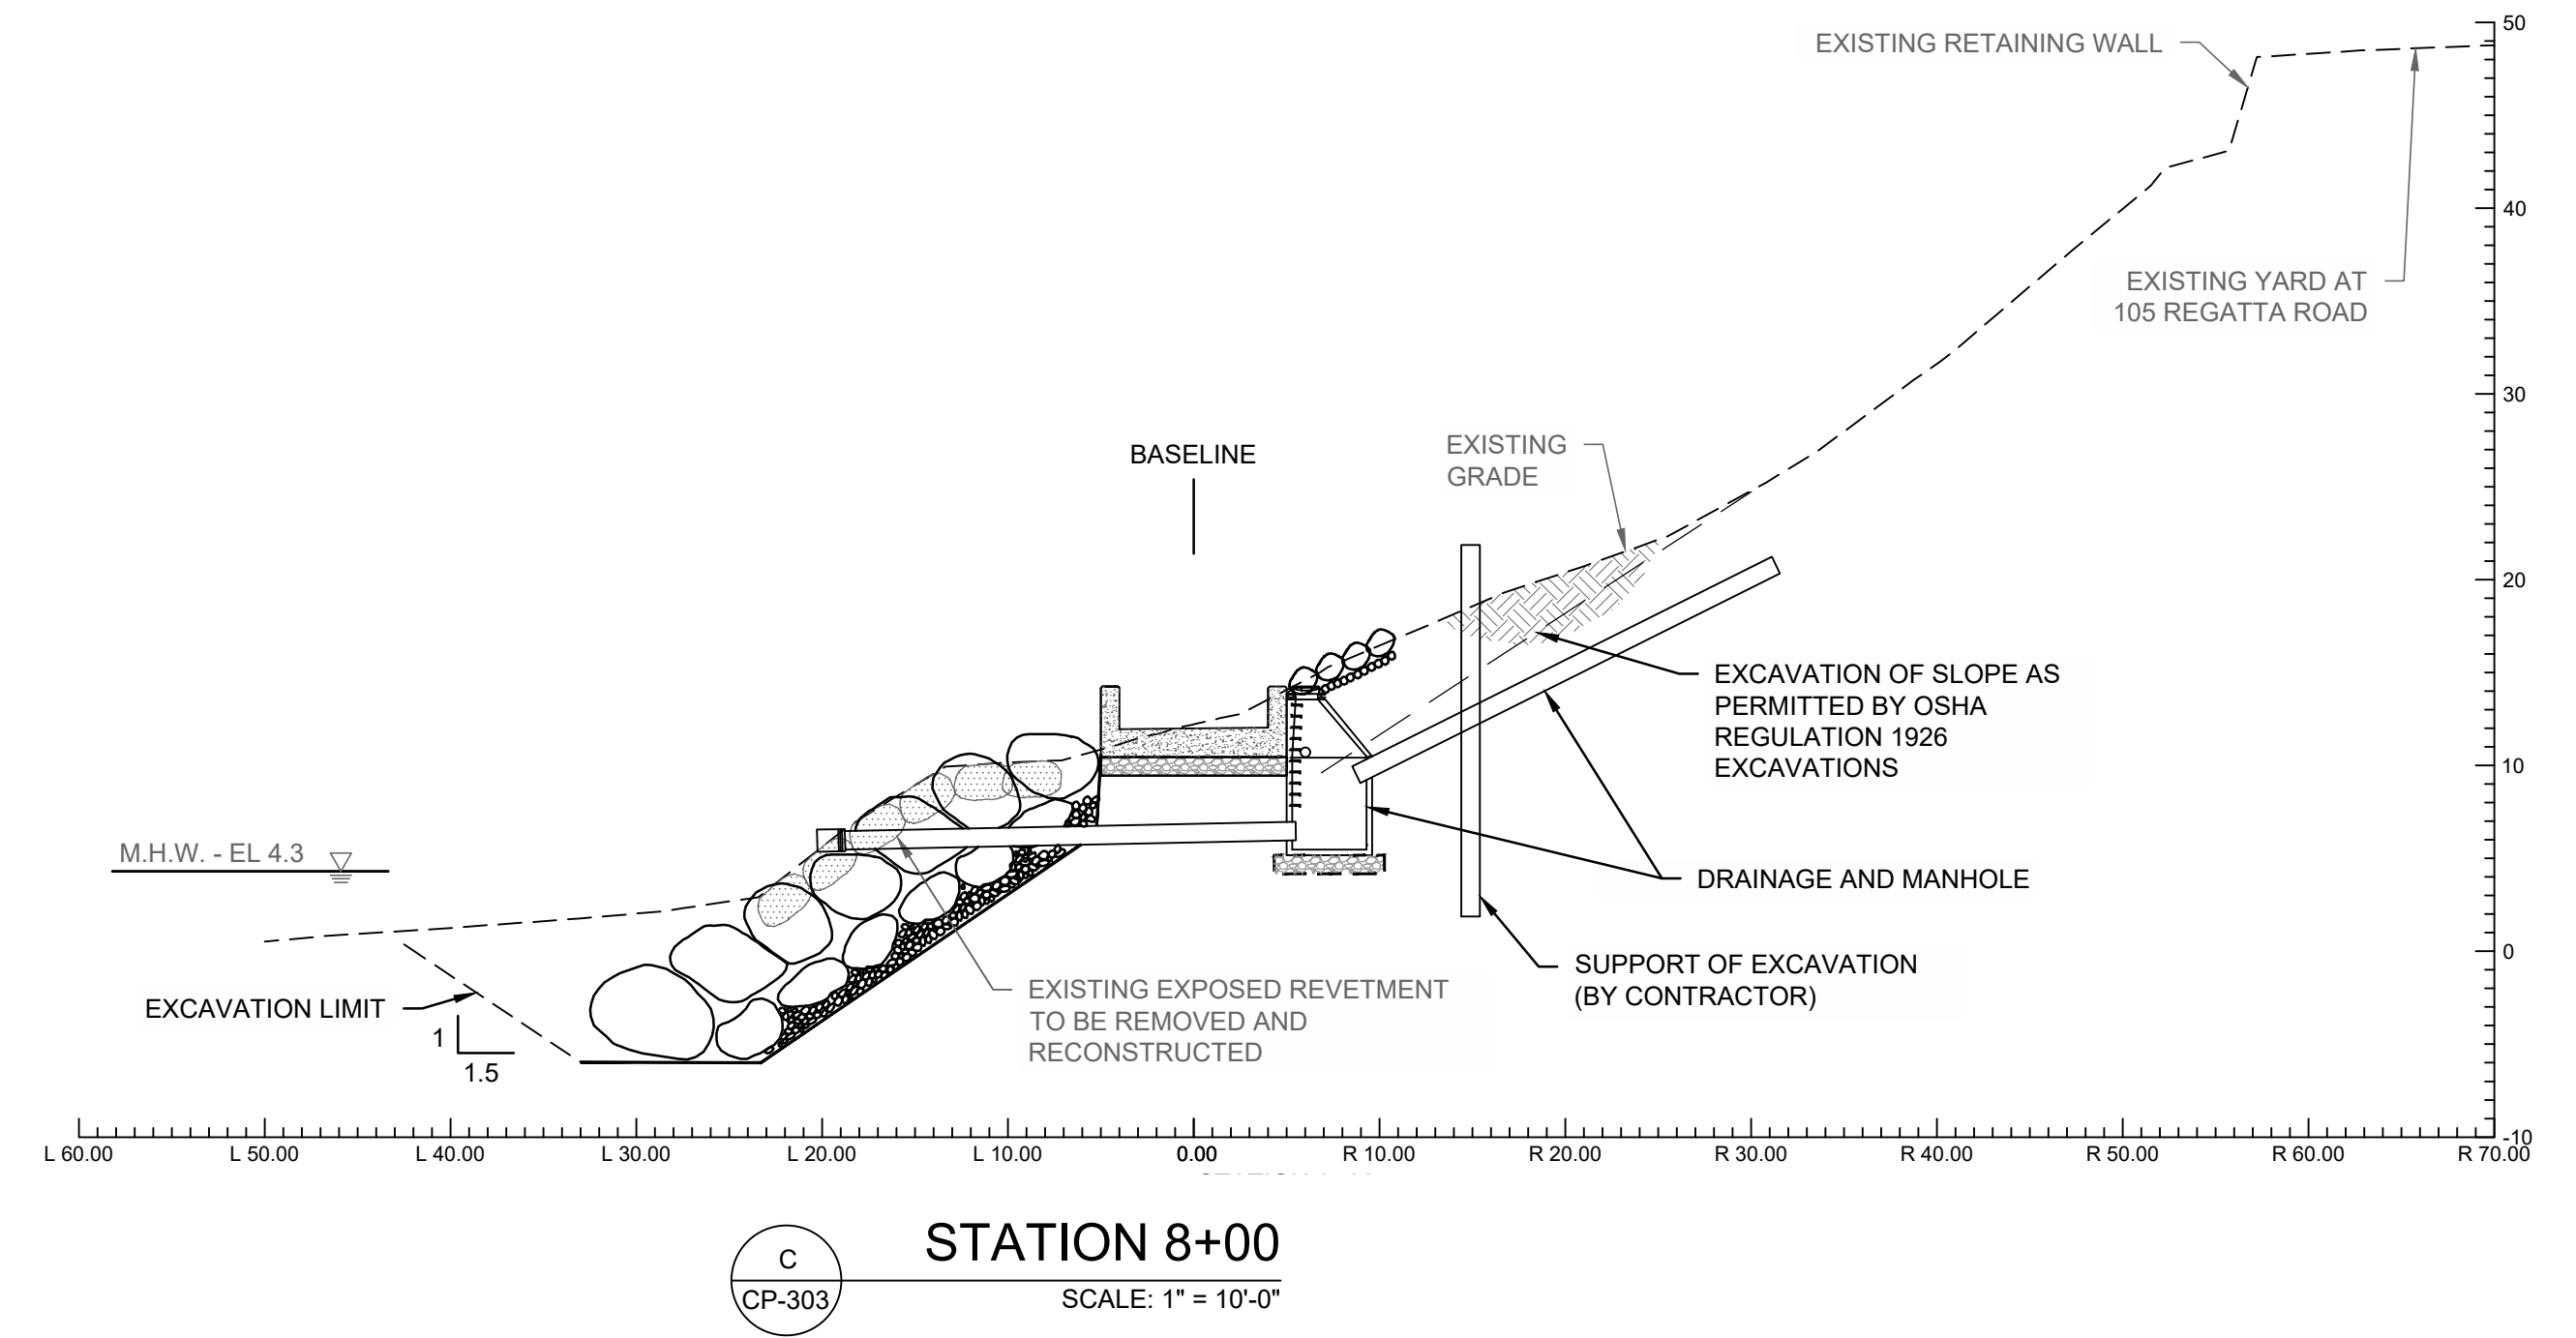 50
EXISTING RETAINING WALL
40
EXISTING YARD AT
105 REGATTA ROAD
30
BASELINE
EXISTING
GRADE
20
EXCAVATION OF SLOPE AS
PERMITTED BY OSHA
REGULATION 1926
EXCAVATIONS
10
M.H.W. - EL 4.3
DRAINAGE AND MANHOLE
0
SUPPORT OF EXCAVATION
(BY CONTRACTOR)
EXISTING EXPOSED REVETMENT
TO BE REMOVED AND
RECONSTRUCTED
EXCAVATION LIMIT
1
1.5
-10
L 60.00 L 50.00 L 40.00 L 30.00 L 20.00 L 10.00 0.00 R 10.00 R 20.00 R 30.00 R 40.00 R 50.00 R 60.00 R 70.00
C
CP-303
STATION 8+00
SCALE: 1" = 10'-0"